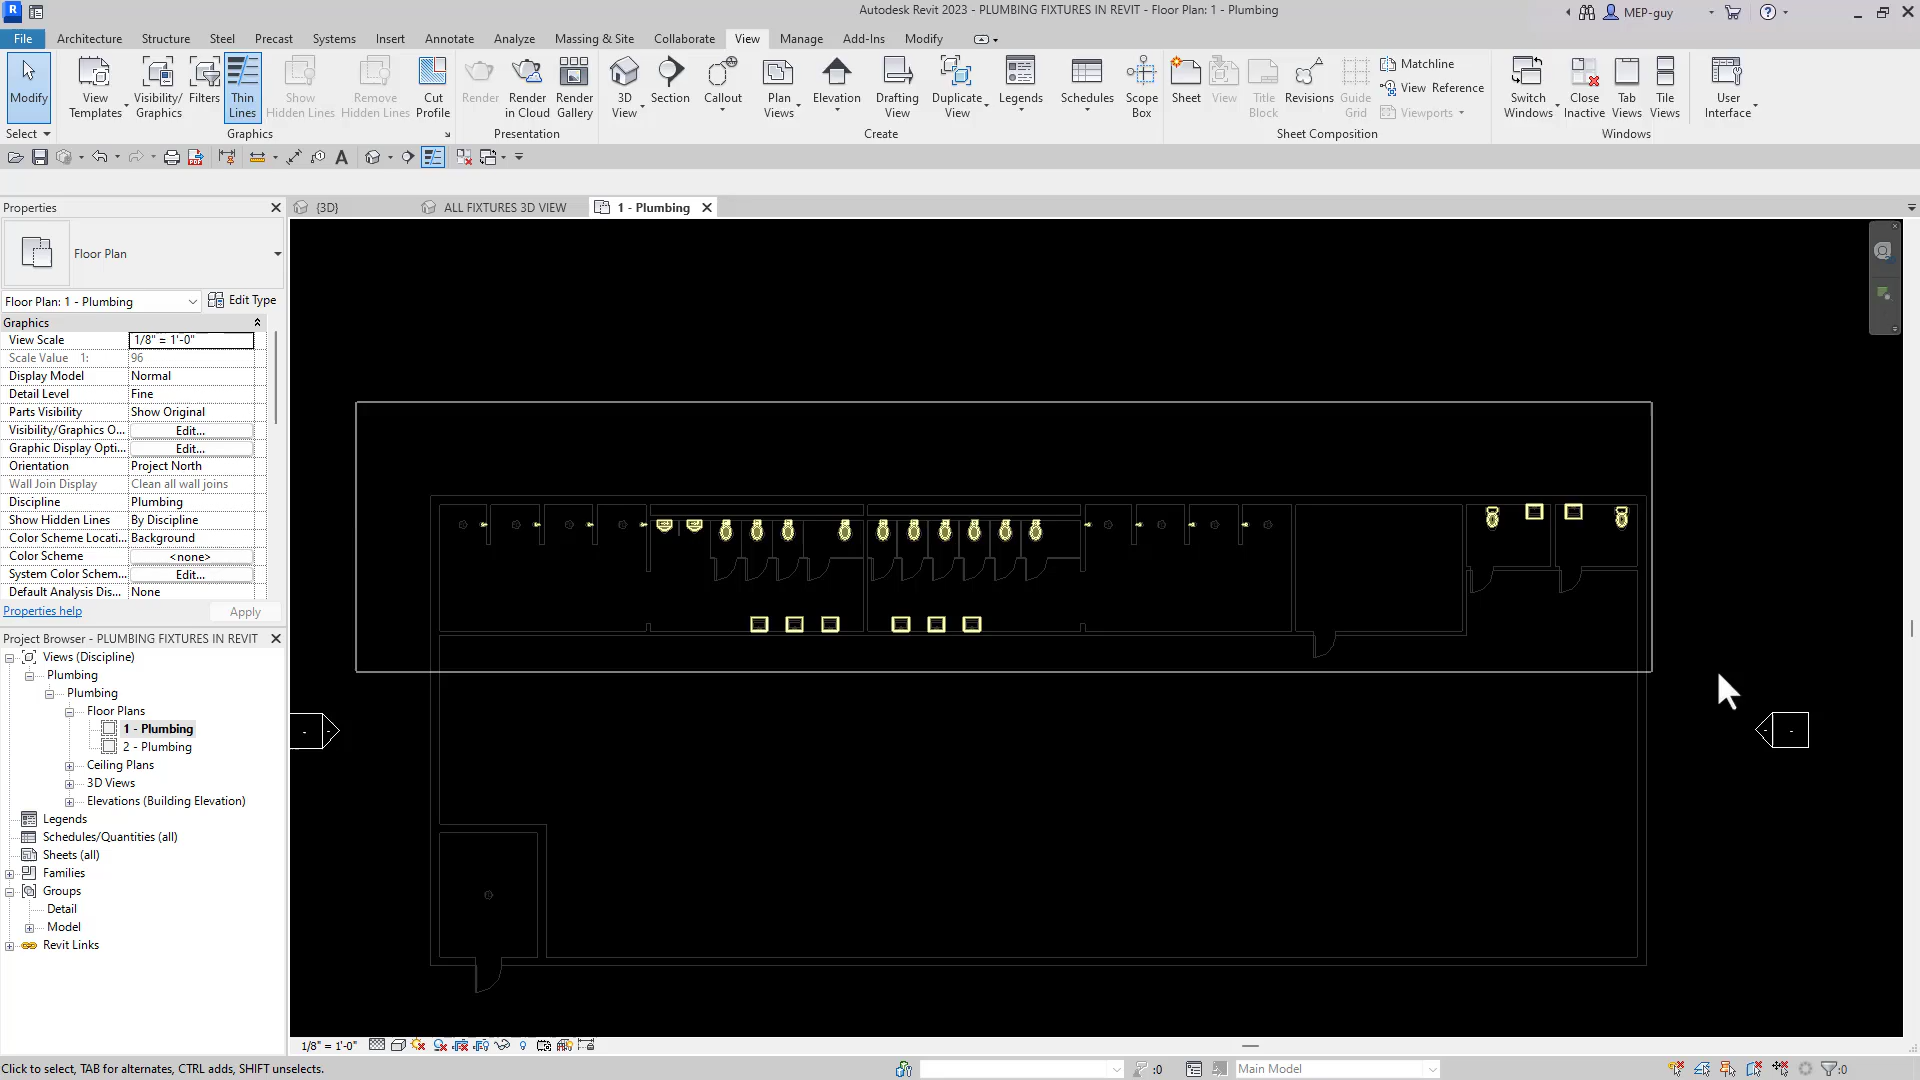 R
Autodesk Revit 2023 - PLUMBING FIXTURES IN REVIT - Floor Plan: 1 - Plumbing
MEP-guy
File Architecture Structure Steel Precast Systems Insert Annotate Analyze Massing & Site Collaborate View Manage Add-Ins Modify
Modify
View Templates
Visibility/ Graphics
Filters
Thin Lines
Show Hidden Lines
Remove Hidden Lines
Cut Profile
Render
Render in Cloud
Render Gallery
3D View
Section
Callout
Plan Views
Elevation
Drafting View
Duplicate View
Legends
Schedules
Scope Box
Sheet
View
Title Block
Revisions
Guide Grid
Matchline
View Reference
Viewports
Switch Windows
Close Inactive
Tab Views
Tile Views
User Interface
Select Graphics Presentation Create Sheet Composition Windows
Properties
{3D} ALL FIXTURES 3D VIEW 1 - Plumbing
Floor Plan
Floor Plan: 1 - Plumbing Edit Type
Graphics
View Scale 1/8" = 1'-0"
Scale Value 1: 96
Display Model Normal
Detail Level Fine
Parts Visibility Show Original
Visibility/Graphics O... Edit...
Graphic Display Opti... Edit...
Orientation Project North
Wall Join Display Clean all wall joins
Discipline Plumbing
Show Hidden Lines By Discipline
Color Scheme Locati... Background
Color Scheme <none>
System Color Schem... Edit...
Default Analysis Dis... None
Properties help Apply
Project Browser - PLUMBING FIXTURES IN REVIT
Views (Discipline)
Plumbing
Plumbing
Floor Plans
1 - Plumbing
2 - Plumbing
Ceiling Plans
3D Views
Elevations (Building Elevation)
Legends
Schedules/Quantities (all)
Sheets (all)
Families
Groups
Detail
Model
Revit Links
1/8" = 1'-0"
Click to select, TAB for alternates, CTRL adds, SHIFT unselects.
:0
Main Model
:0